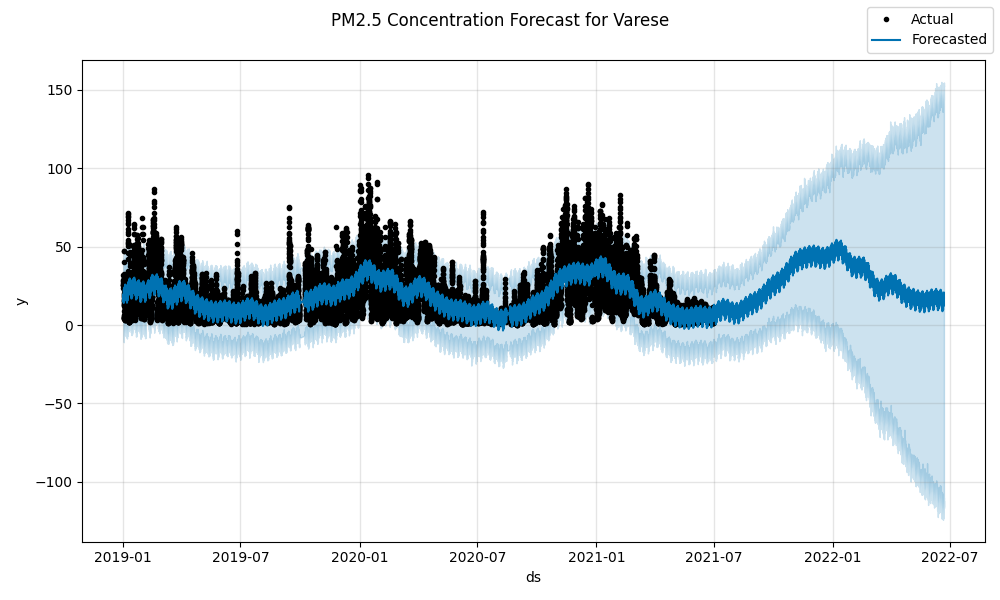 PM2.5 Concentration Forecast for Varese
Actual
Forecasted
150
100
50
0
−50
−100
y
2019-01 2019-07 2020-01 2020-07 2021-01 2021-07 2022-01 2022-07
ds